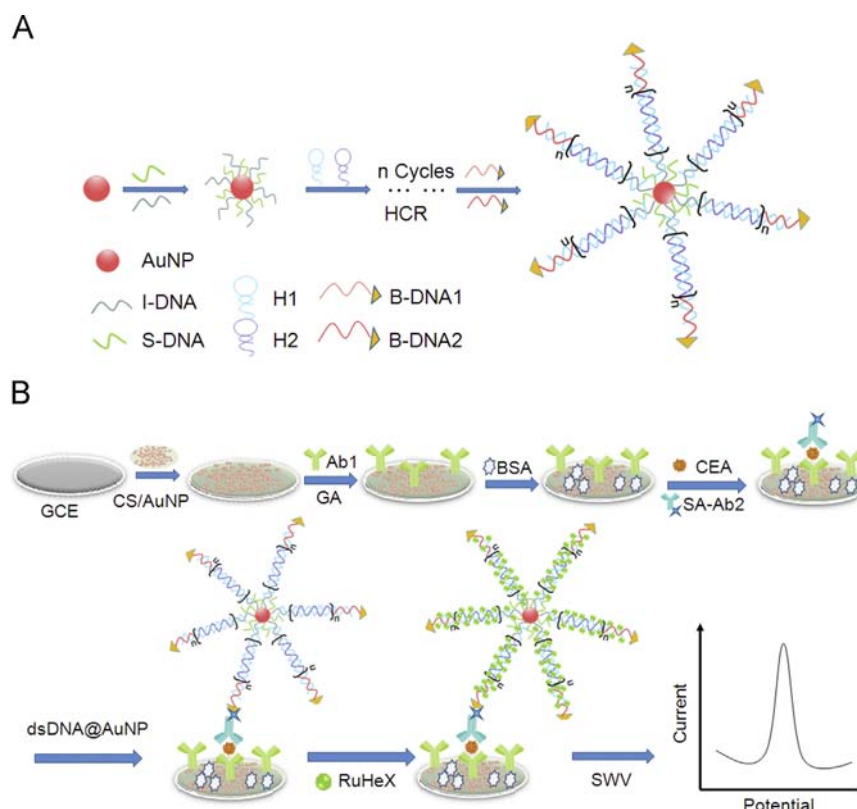 A
n Cycles
... ...
HCR
AuNP
I-DNA
S-DNA
H1
H2
B-DNA1
B-DNA2
n
n
n
n
n
n
B
GCE
CS/AuNP
Ab1
GA
BSA
CEA
SA-Ab2
n
n
n
n
n
n
n
n
n
n
n
n
dsDNA@AuNP
RuHeX
SWV
Current
Potential